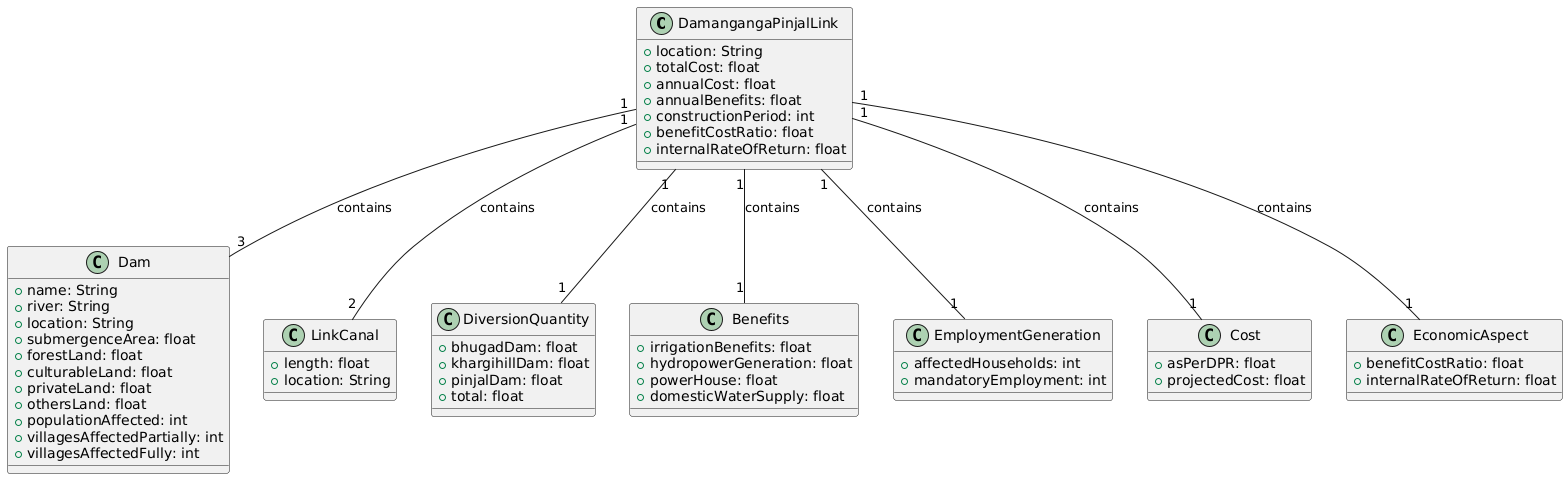 C DamangangaPinjalLink
location: String
totalCost: float
annualCost: float
annualBenefits: float
constructionPeriod: int
benefitCostRatio: float
internalRateOfReturn: float
1
1
1
1
1
1
1
contains
contains
contains
contains
contains
contains
contains
3
2
1
1
1
1
1
C Dam
name: String
river: String
location: String
submergenceArea: float
forestLand: float
culturableLand: float
privateLand: float
othersLand: float
populationAffected: int
villagesAffectedPartially: int
villagesAffectedFully: int
C LinkCanal
length: float
location: String
C DiversionQuantity
bhugadDam: float
khargihillDam: float
pinjalDam: float
total: float
C Benefits
irrigationBenefits: float
hydropowerGeneration: float
powerHouse: float
domesticWaterSupply: float
C EmploymentGeneration
affectedHouseholds: int
mandatoryEmployment: int
C Cost
asPerDPR: float
projectedCost: float
C EconomicAspect
benefitCostRatio: float
internalRateOfReturn: float